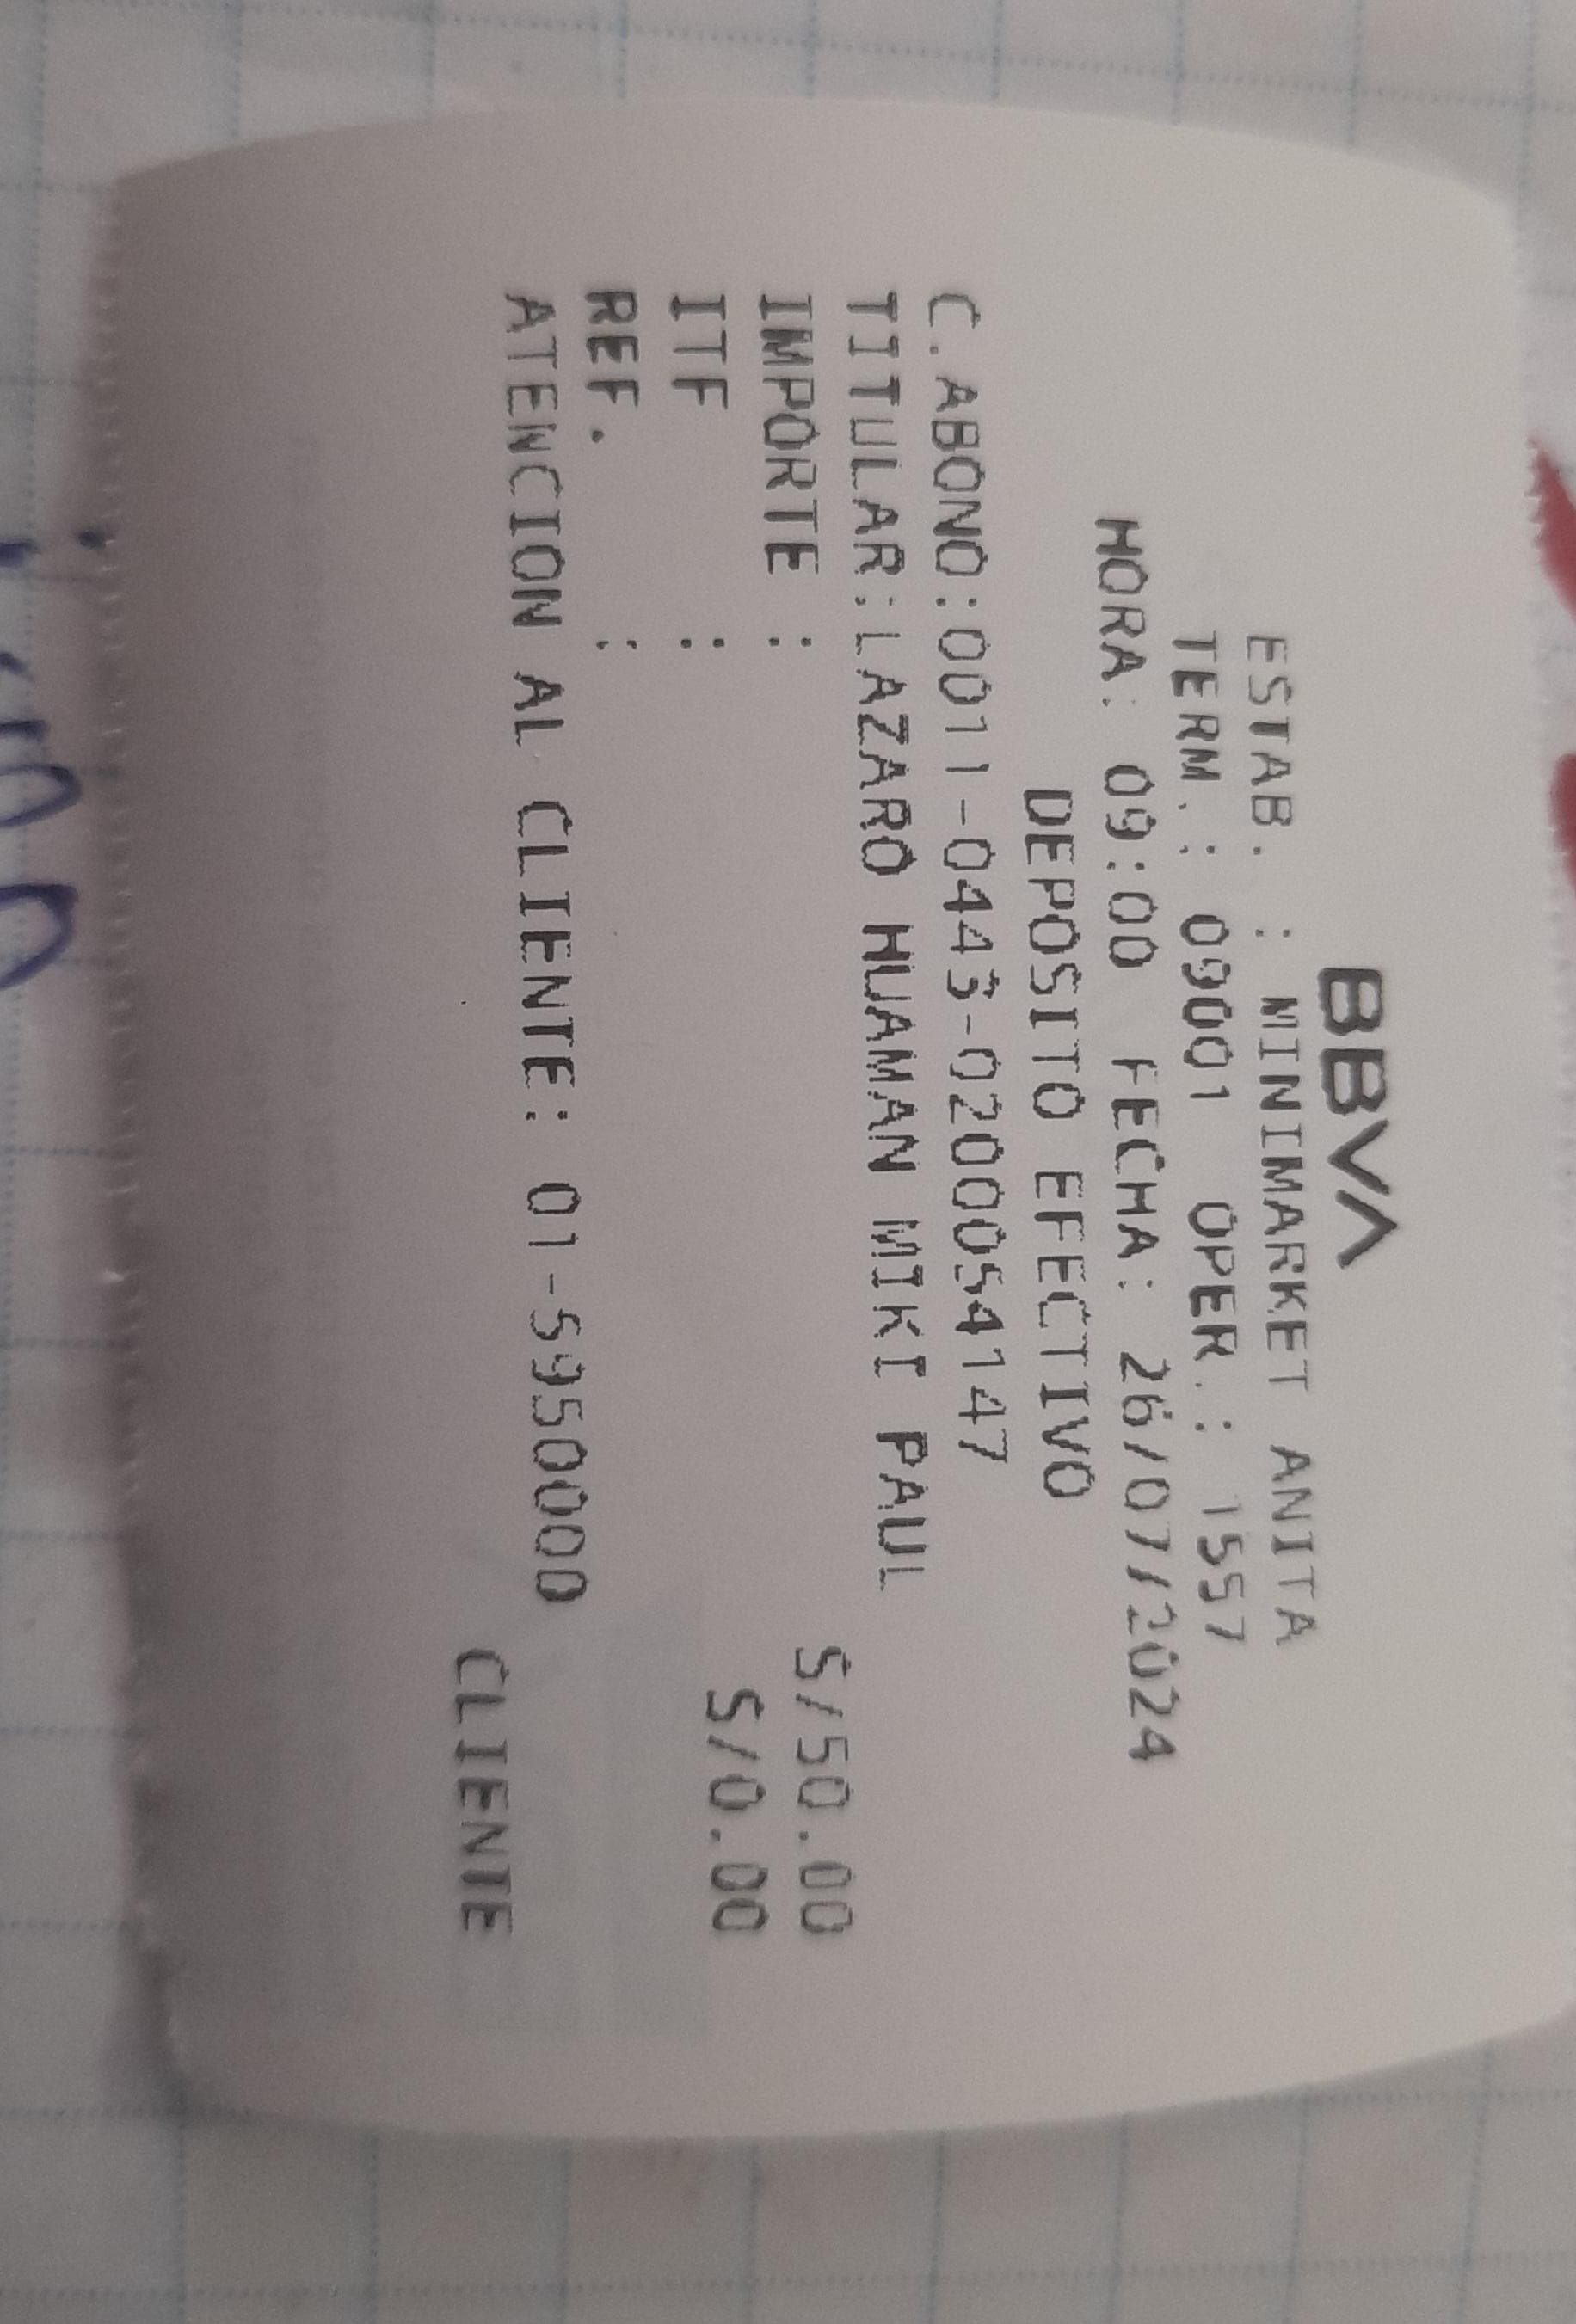 BBVA
ESTAB. : MINIMARKET ANITA
TERM.: 09001 OPER.: 1557
HORA: 09:00 FECHA: 26/07/2024
DEPOSITO EFECTIVO
C.ABONO:0011-0443-0200054147
TITULAR:LAZARO HUAMAN MIKI PAUL
IMPORTE : S/50.00
ITF : S/0.00
REF. :
ATENCION AL CLIENTE: 01-5950000
CLIENTE